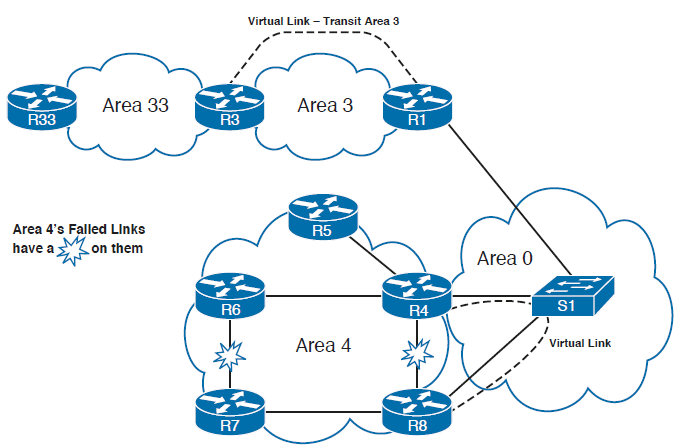 Virtual Link – Transit Area 3
Area 33
Area 3
R33
R3
R1
Area 4's Failed Links
have a on them
R5
Area 0
R6
R4
S1
Area 4
Virtual Link
R7
R8